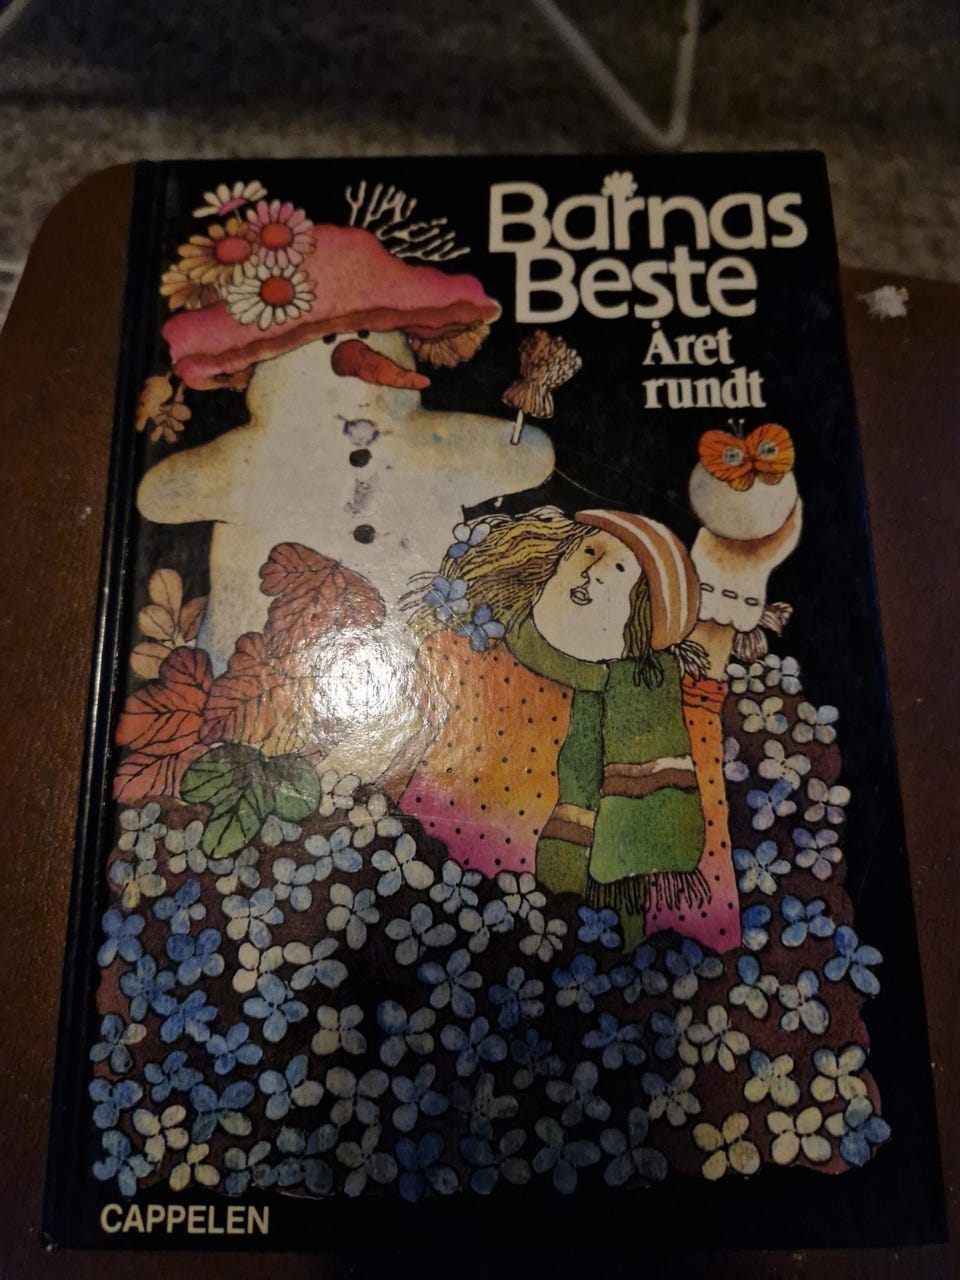 Barnas
Beste
Året
rundt
CAPPELEN